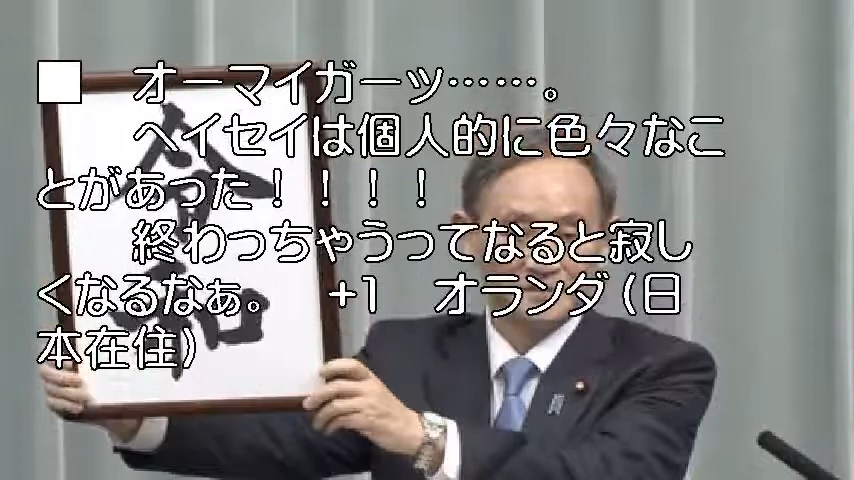 ■　オーマイガーッ……。
ヘイセイは個人的に色々なこ
とがあった！！！！
終わっちゃうってなると寂し
くなるなぁ。　+1　オランダ(日
本在住)
令和